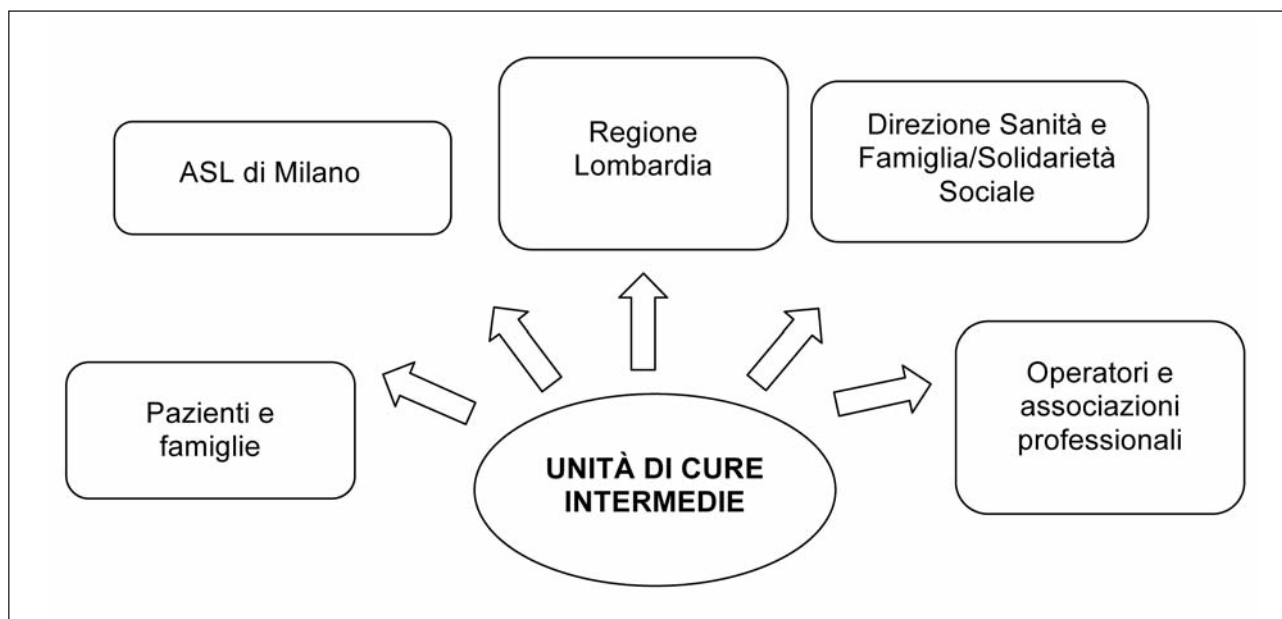 ASL di Milano
Regione
Lombardia
Direzione Sanità e
Famiglia/Solidarietà
Sociale
Pazienti e
famiglie
UNITÀ DI CURE
INTERMEDIE
Operatori e
associazioni
professionali